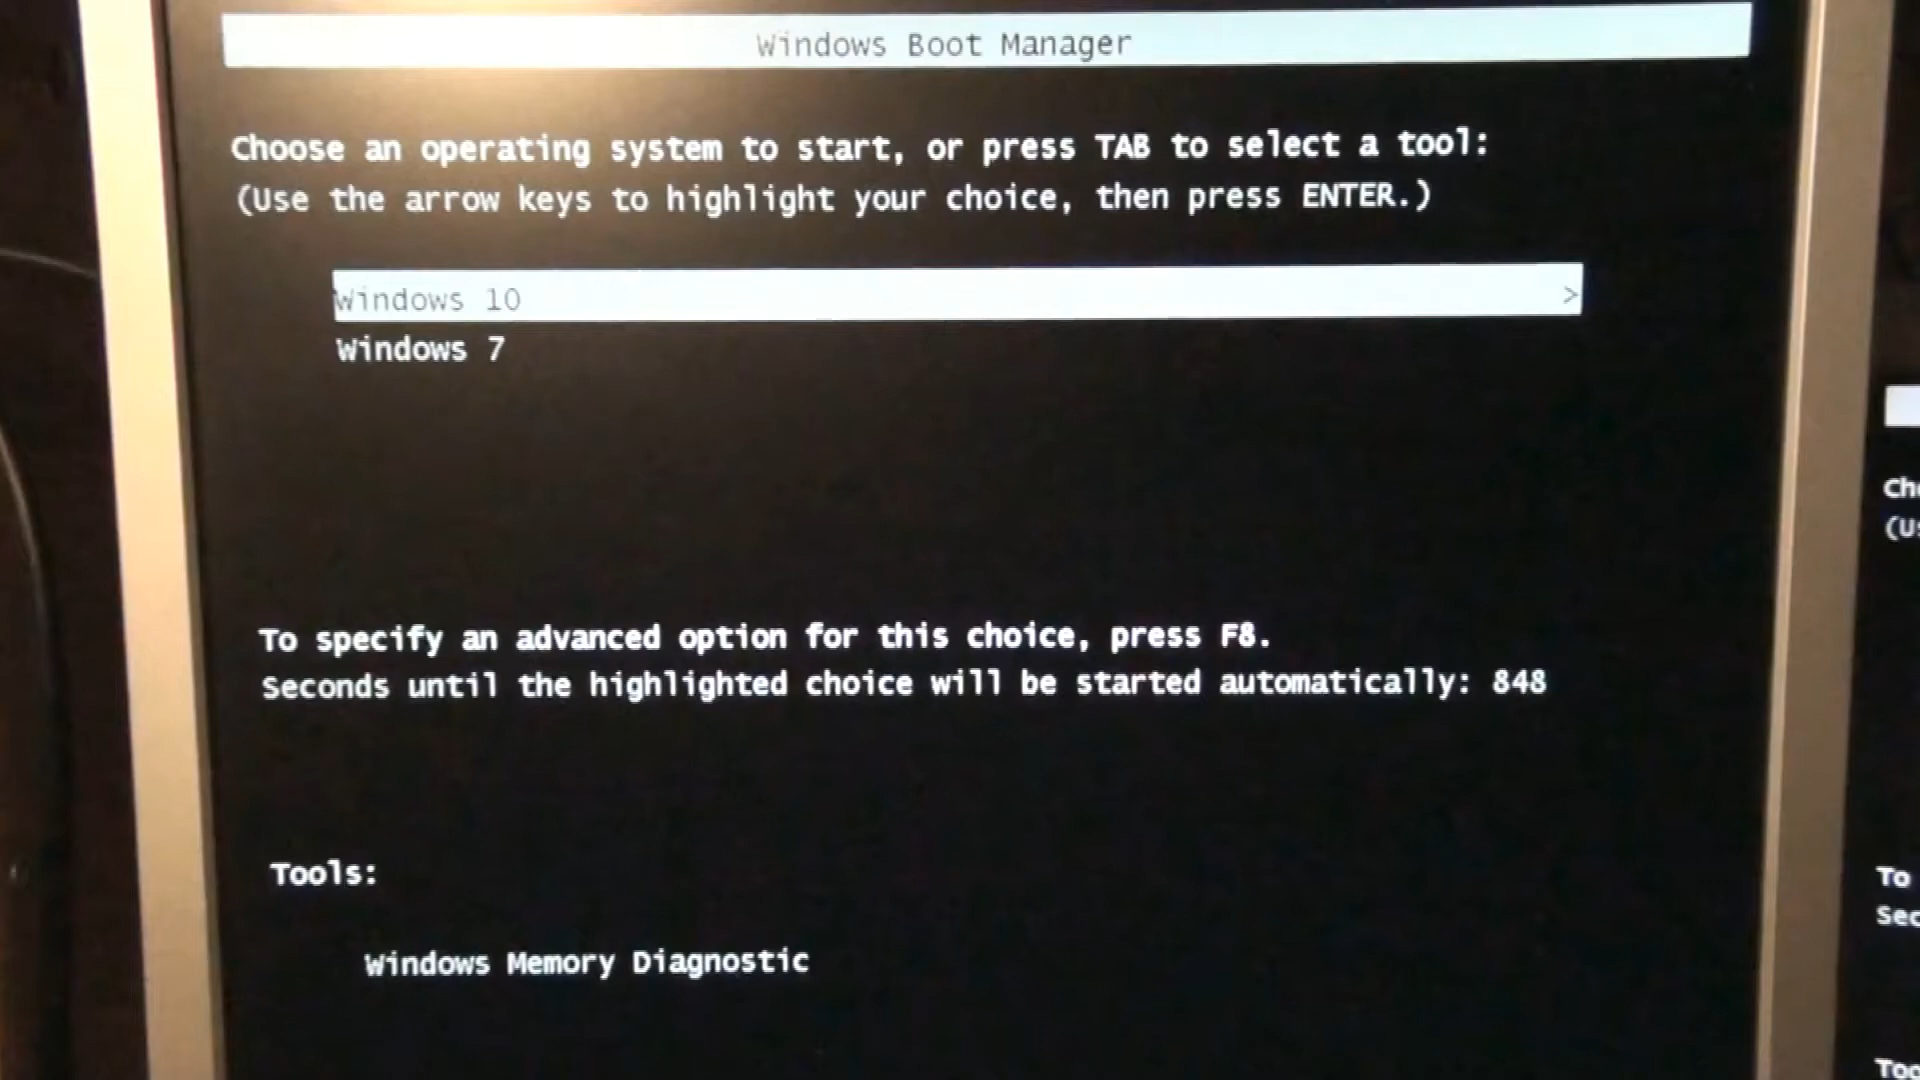 Windows Boot Manager
Choose an operating system to start, or press TAB to select a tool:
(Use the arrow keys to highlight your choice, then press ENTER.)
Windows 10 >
Windows 7
To specify an advanced option for this choice, press F8.
Seconds until the highlighted choice will be started automatically: 848
Tools:
Windows Memory Diagnostic
To